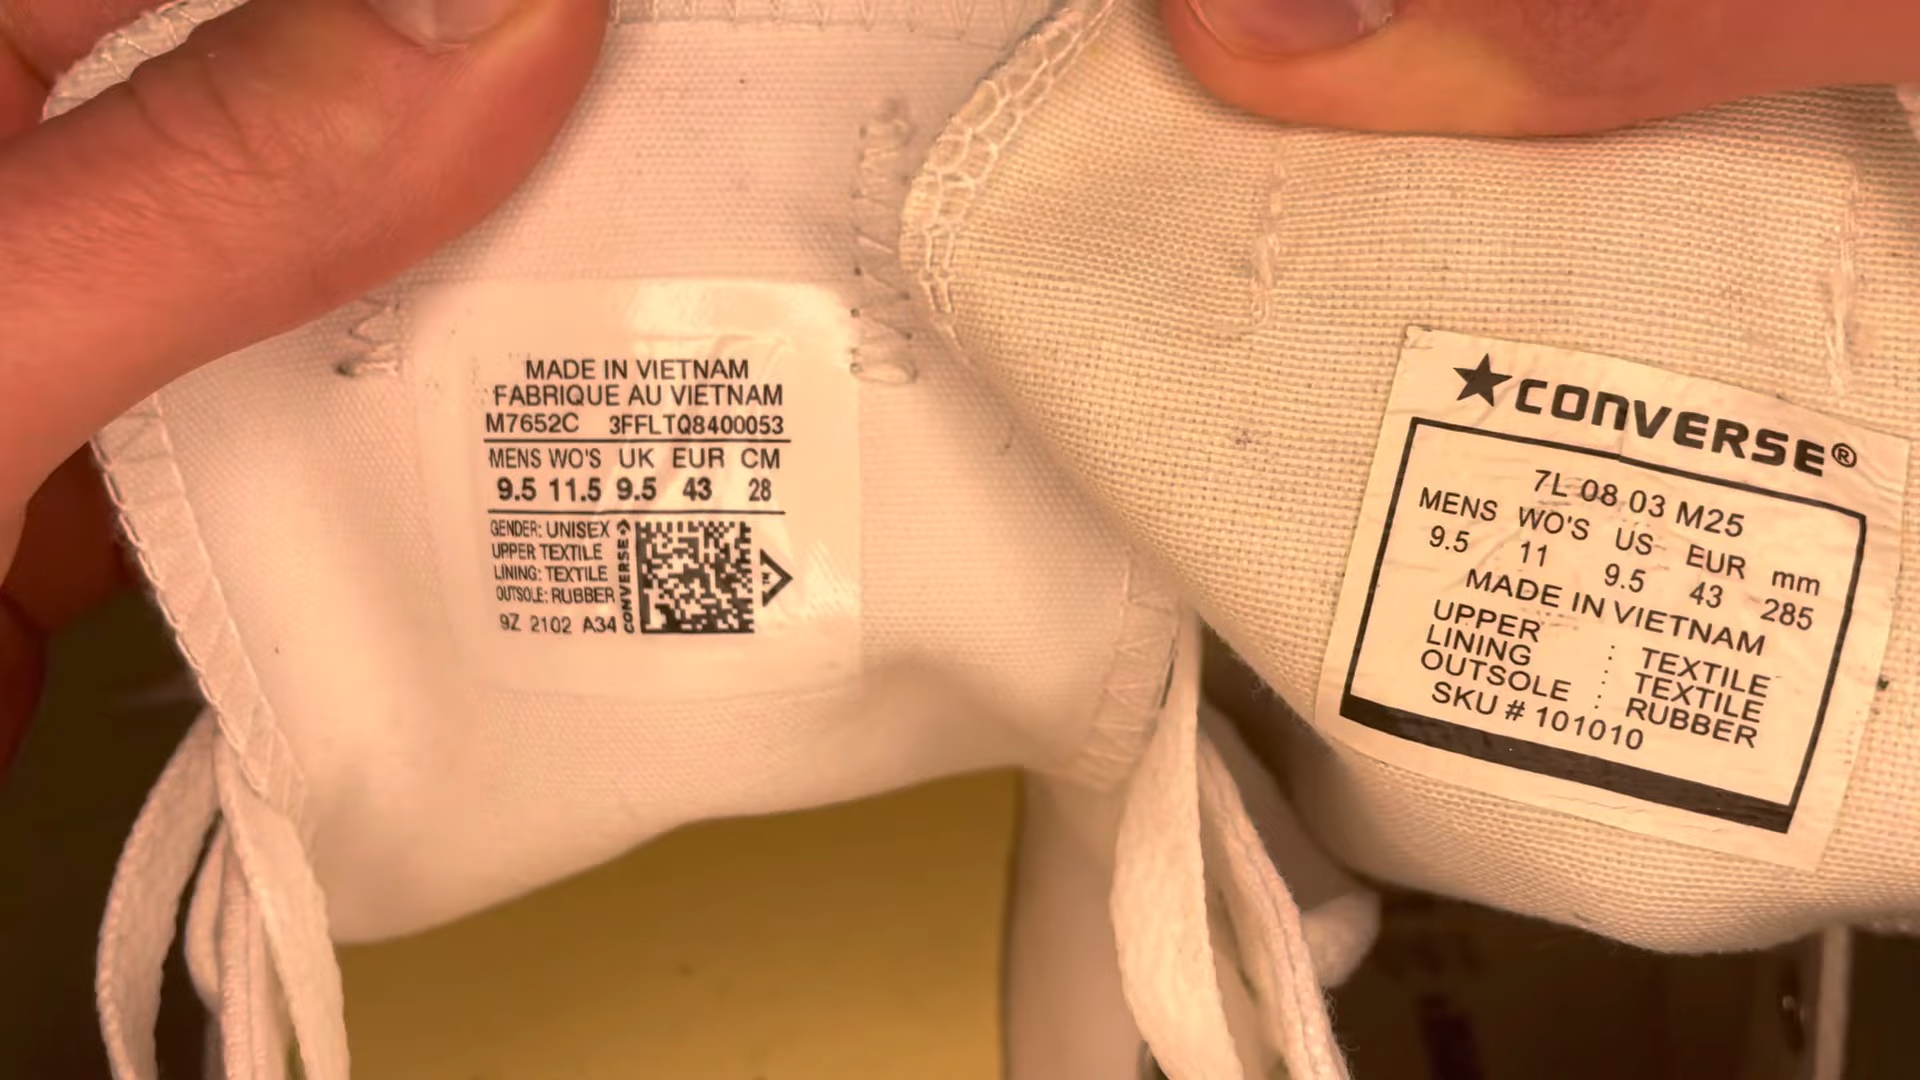 MADE IN VIETNAM
FABRIQUE AU VIETNAM
M7652C 3FFLTQ8400053
MENS WO'S UK EUR CM
9.5 11.5 9.5 43 28
GENDER: UNISEX
UPPER TEXTILE
LINING: TEXTILE
OUTSOLE: RUBBER
9Z 2102 A34
CONVERSE
CONVERSE®
7L 08 03 M25
MENS WO'S US EUR mm
9.5 11 9.5 43 285
MADE IN VIETNAM
UPPER : TEXTILE
LINING : TEXTILE
OUTSOLE : RUBBER
SKU # 101010